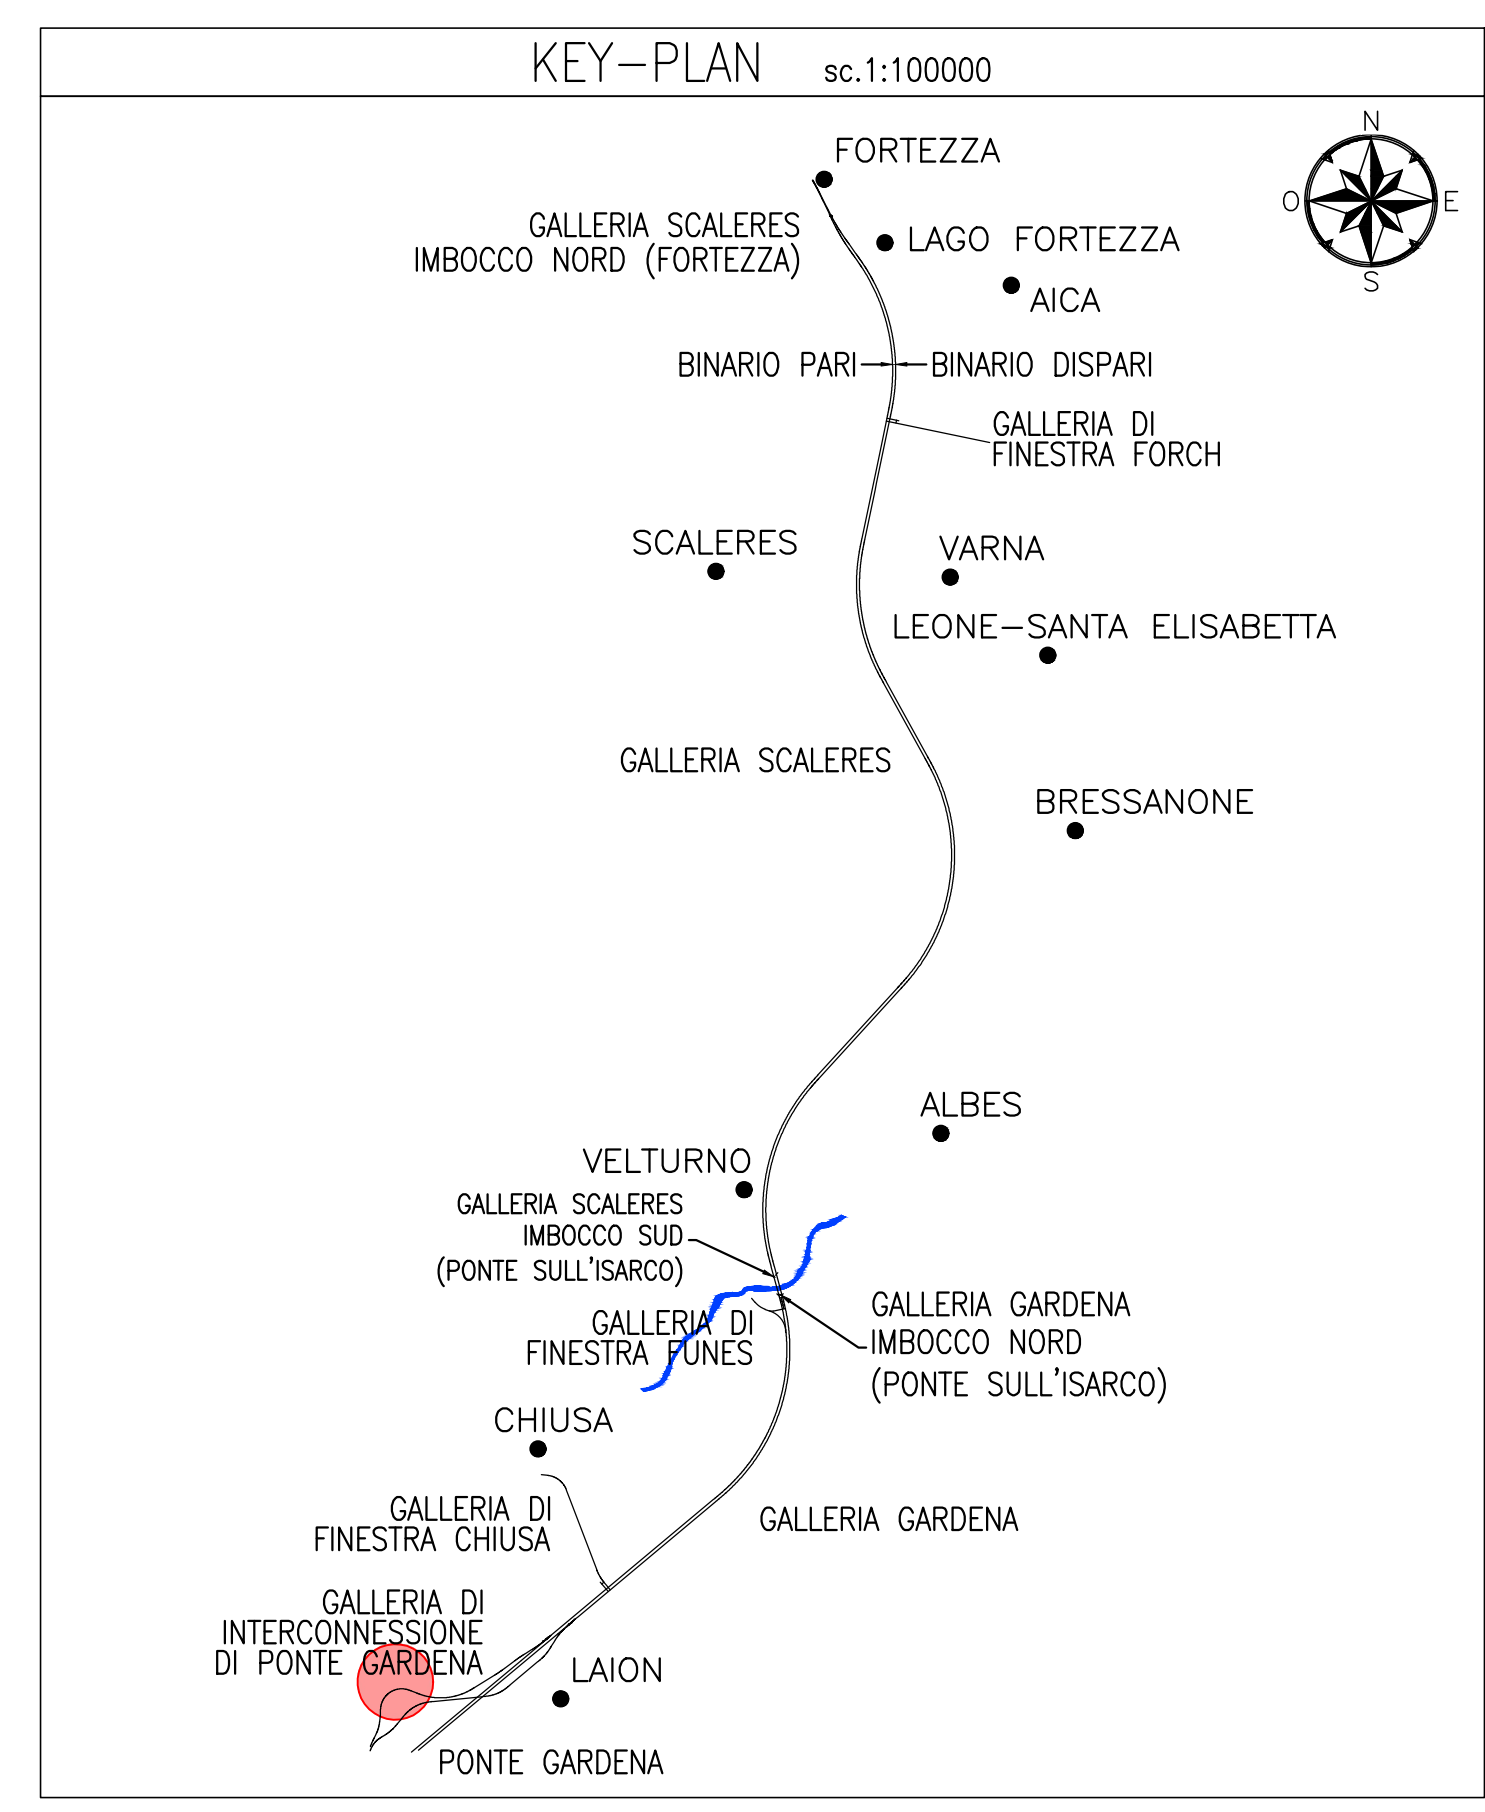 KEY-PLAN sc.1:100000
N
O
E
S
FORTEZZA
GALLERIA SCALERES
IMBOCCO NORD (FORTEZZA)
LAGO FORTEZZA
AICA
BINARIO PARI
BINARIO DISPARI
GALLERIA DI
FINESTRA FORCH
SCALERES
VARNA
LEONE-SANTA ELISABETTA
GALLERIA SCALERES
BRESSANONE
ALBES
VELTURNO
GALLERIA SCALERES
IMBOCCO SUD
(PONTE SULL'ISARCO)
GALLERIA DI
FINESTRA FUNES
GALLERIA GARDENA
IMBOCCO NORD
(PONTE SULL'ISARCO)
CHIUSA
GALLERIA DI
FINESTRA CHIUSA
GALLERIA GARDENA
GALLERIA DI
INTERCONNESSIONE
DI PONTE GARDENA
LAION
PONTE GARDENA